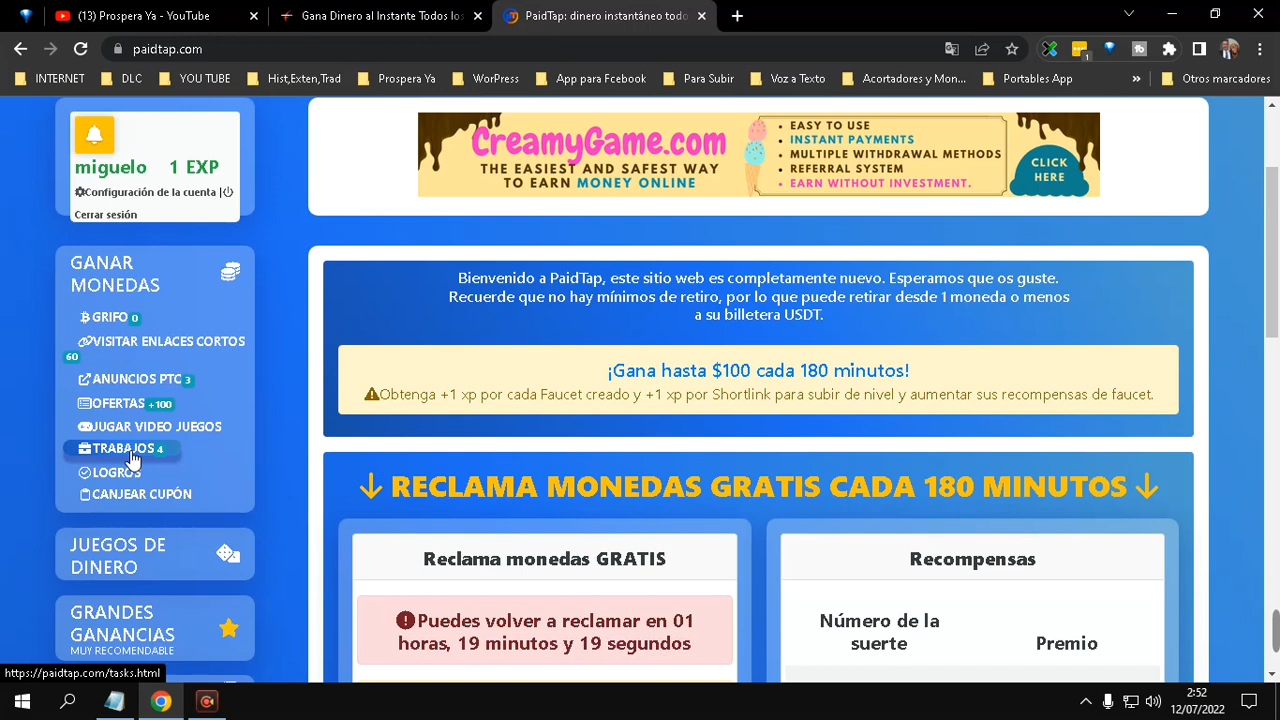 (13) Prospera Ya - YouTube
Gana Dinero al Instante Todos los
PaidTap: dinero instantáneo todo
paidtap.com
1
INTERNET
DLC
YOU TUBE
Hist,Exten,Trad
Prospera Ya
WorPress
App para Fcebook
Para Subir
Voz a Texto
Acortadores y Mon...
Portables App
»
Otros marcadores
miguelo 1 EXP
Configuración de la cuenta |
Cerrar sesión
GANAR
MONEDAS
GRIFO 0
VISITAR ENLACES CORTOS
60
ANUNCIOS PTC 3
OFERTAS +100
JUGAR VIDEO JUEGOS
TRABAJOS 4
LOGROS
CANJEAR CUPÓN
JUEGOS DE
DINERO
GRANDES
GANANCIAS
MUY RECOMENDABLE
CreamyGame.com
THE EASIEST AND SAFEST WAY
TO EARN MONEY ONLINE
• EASY TO USE
• INSTANT PAYMENTS
• MULTIPLE WITHDRAWAL METHODS
• REFERRAL SYSTEM
• EARN WITHOUT INVESTMENT.
CLICK
HERE
Bienvenido a PaidTap, este sitio web es completamente nuevo. Esperamos que os guste.
Recuerde que no hay mínimos de retiro, por lo que puede retirar desde 1 moneda o menos
a su billetera USDT.
¡Gana hasta $100 cada 180 minutos!
Obtenga +1 xp por cada Faucet creado y +1 xp por Shortlink para subir de nivel y aumentar sus recompensas de faucet.
↓ RECLAMA MONEDAS GRATIS CADA 180 MINUTOS ↓
Reclama monedas GRATIS
Puedes volver a reclamar en 01
horas, 19 minutos y 19 segundos
Recompensas
Número de la
suerte
Premio
https://paidtap.com/tasks.html
2:52
12/07/2022